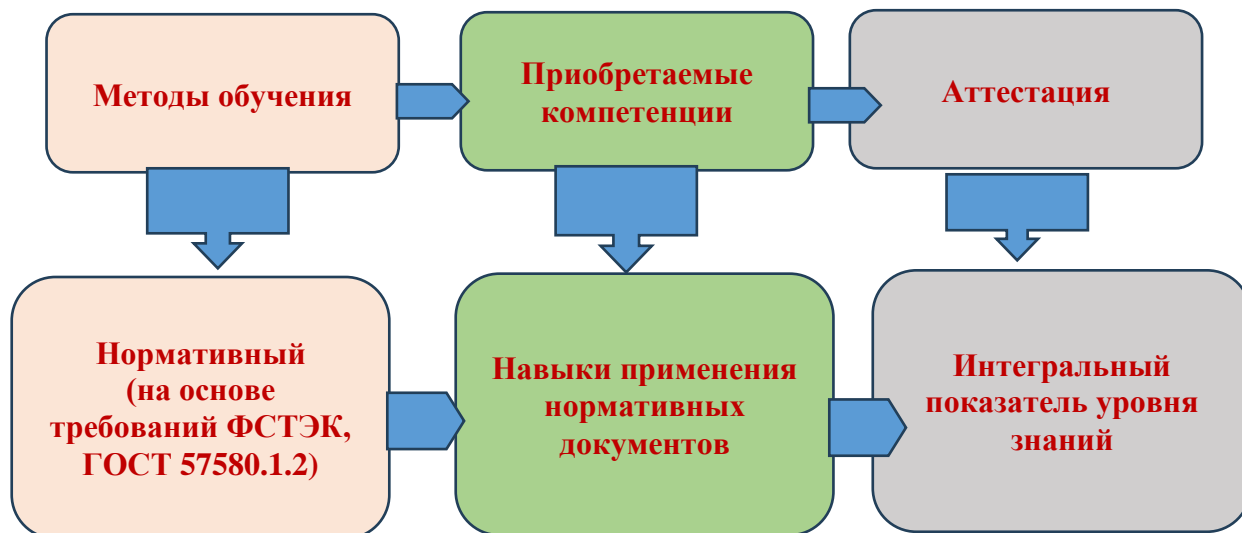 Методы обучения
Приобретаемые
компетенции
Аттестация
Нормативный
(на основе
требований ФСТЭК,
ГОСТ 57580.1.2)
Навыки применения
нормативных
документов
Интегральный
показатель уровня
знаний